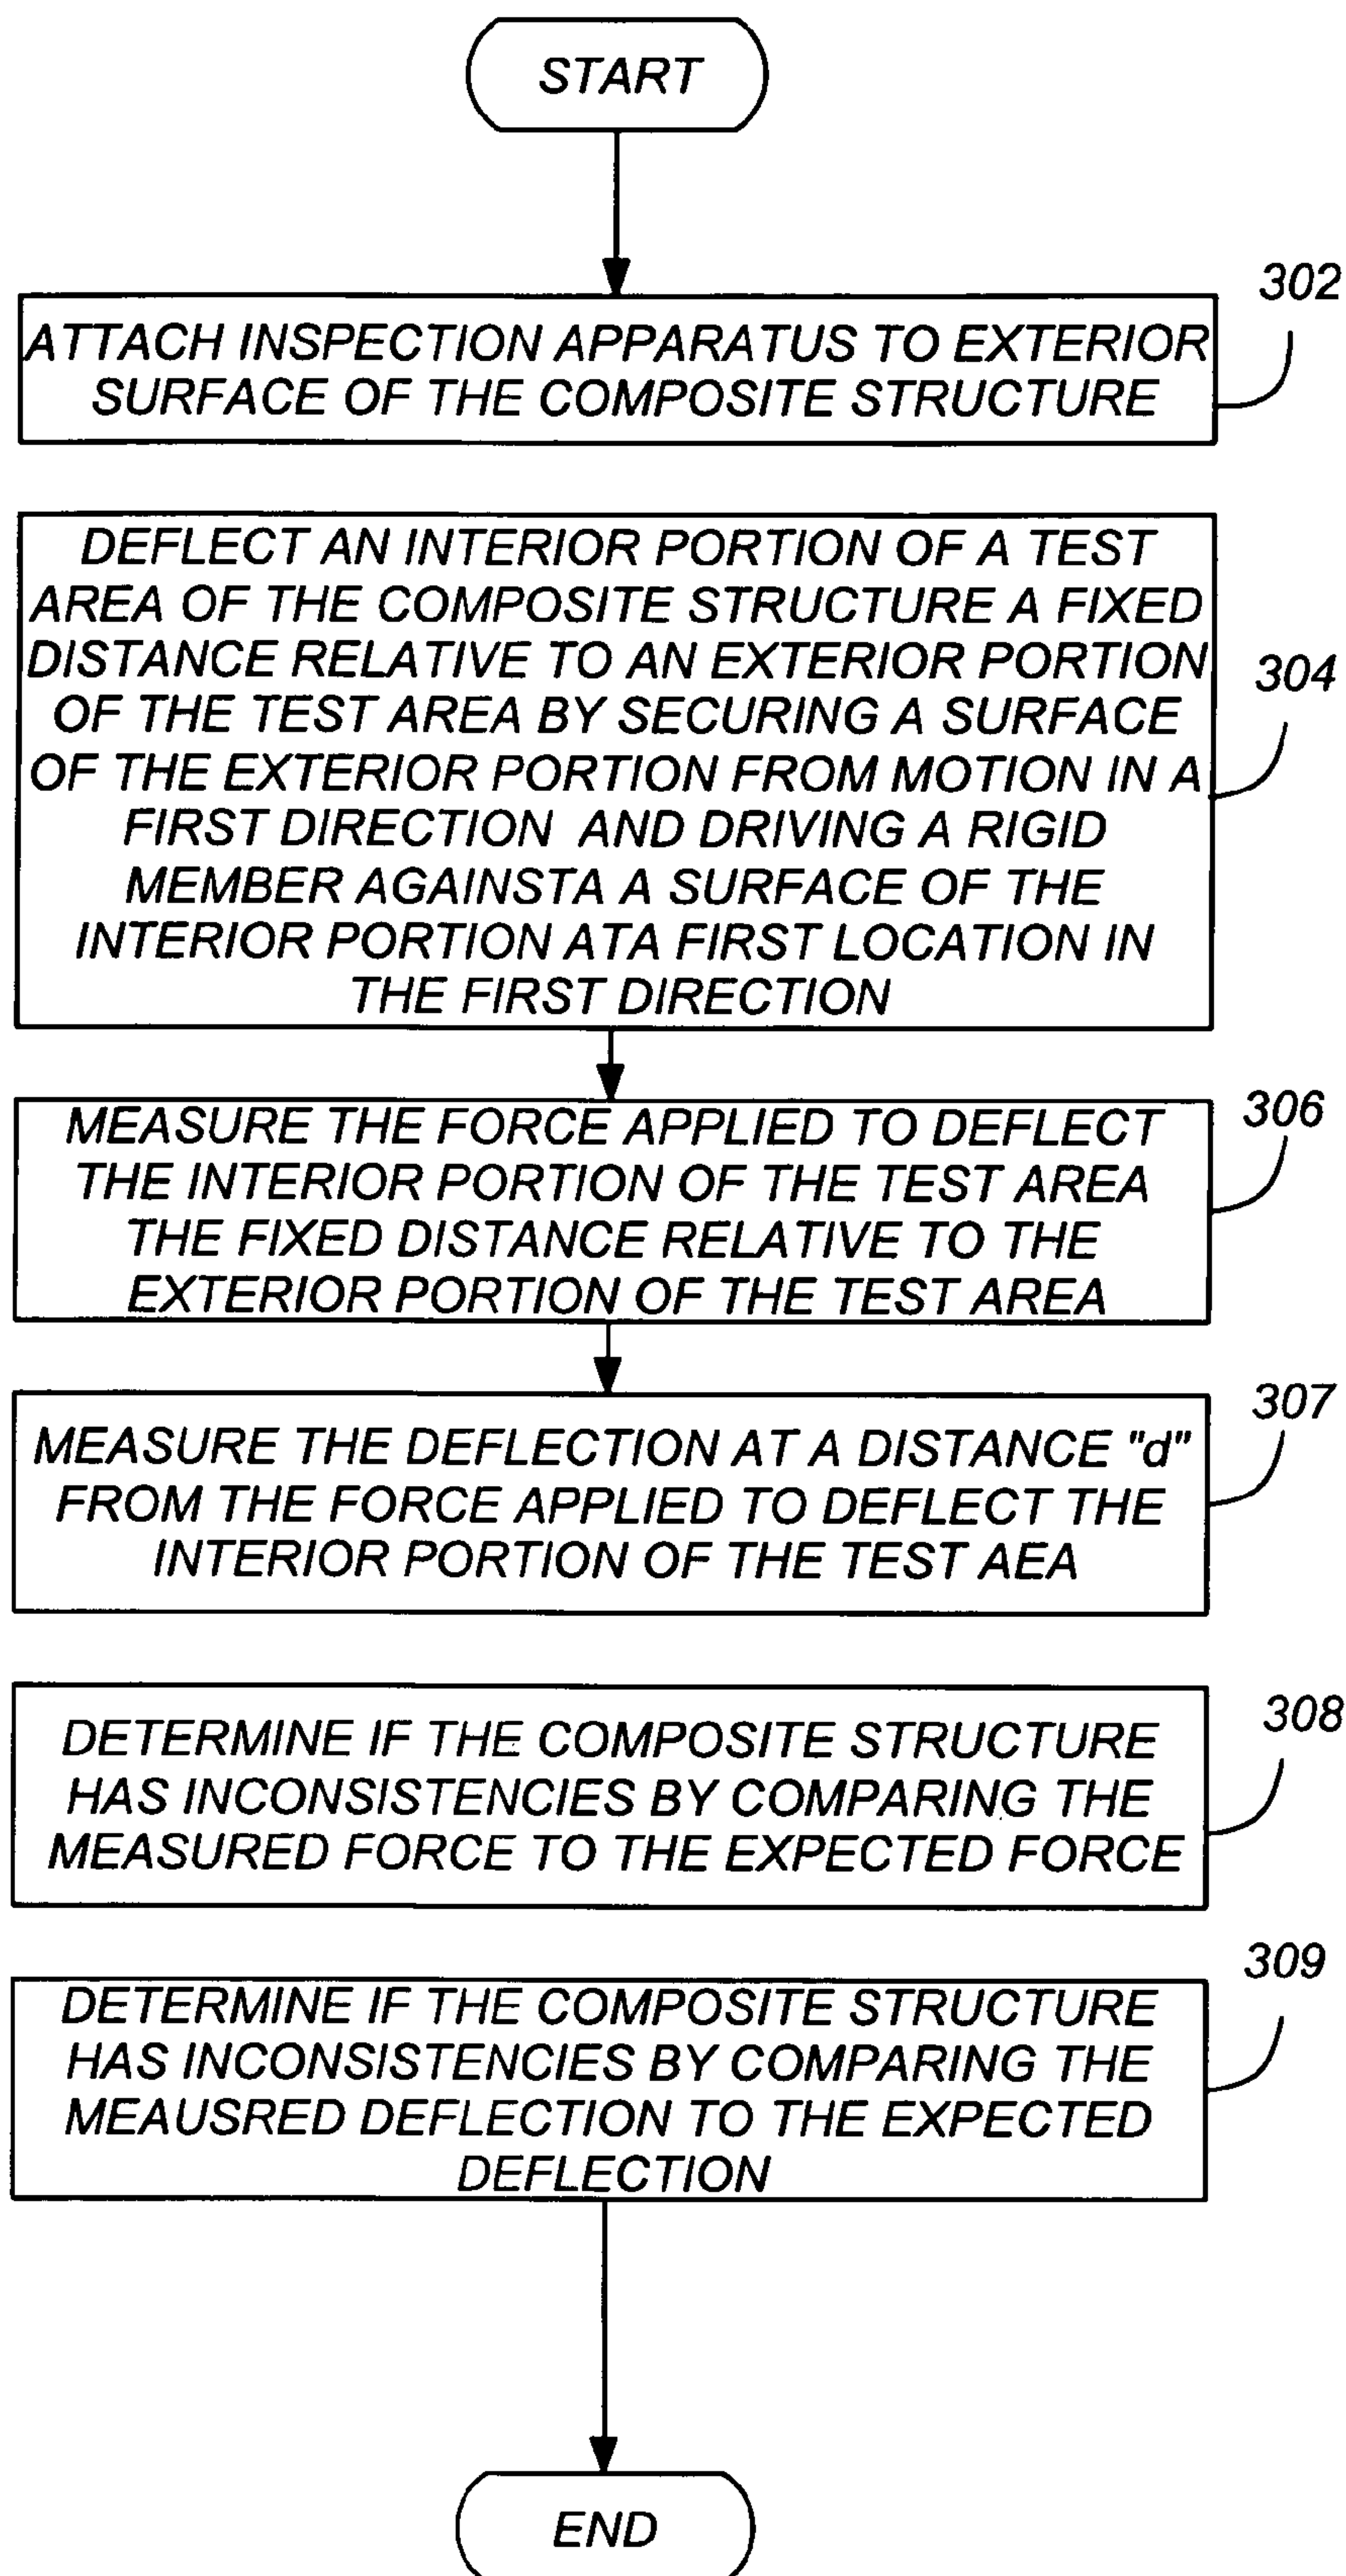 START
302
ATTACH INSPECTION APPARATUS TO EXTERIOR
SURFACE OF THE COMPOSITE STRUCTURE
DEFLECT AN INTERIOR PORTION OF A TEST
AREA OF THE COMPOSITE STRUCTURE A FIXED
DISTANCE RELATIVE TO AN EXTERIOR PORTION
OF THE TEST AREA BY SECURING A SURFACE
OF THE EXTERIOR PORTION FROM MOTION IN A
FIRST DIRECTION AND DRIVING A RIGID
MEMBER AGAINSTA A SURFACE OF THE
INTERIOR PORTION ATA FIRST LOCATION IN
THE FIRST DIRECTION
304
MEASURE THE FORCE APPLIED TO DEFLECT
THE INTERIOR PORTION OF THE TEST AREA
THE FIXED DISTANCE RELATIVE TO THE
EXTERIOR PORTION OF THE TEST AREA
306
MEASURE THE DEFLECTION AT A DISTANCE "d"
FROM THE FORCE APPLIED TO DEFLECT THE
INTERIOR PORTION OF THE TEST AEA
307
DETERMINE IF THE COMPOSITE STRUCTURE
HAS INCONSISTENCIES BY COMPARING THE
MEASURED FORCE TO THE EXPECTED FORCE
308
DETERMINE IF THE COMPOSITE STRUCTURE
HAS INCONSISTENCIES BY COMPARING THE
MEAUSRED DEFLECTION TO THE EXPECTED
DEFLECTION
309
END